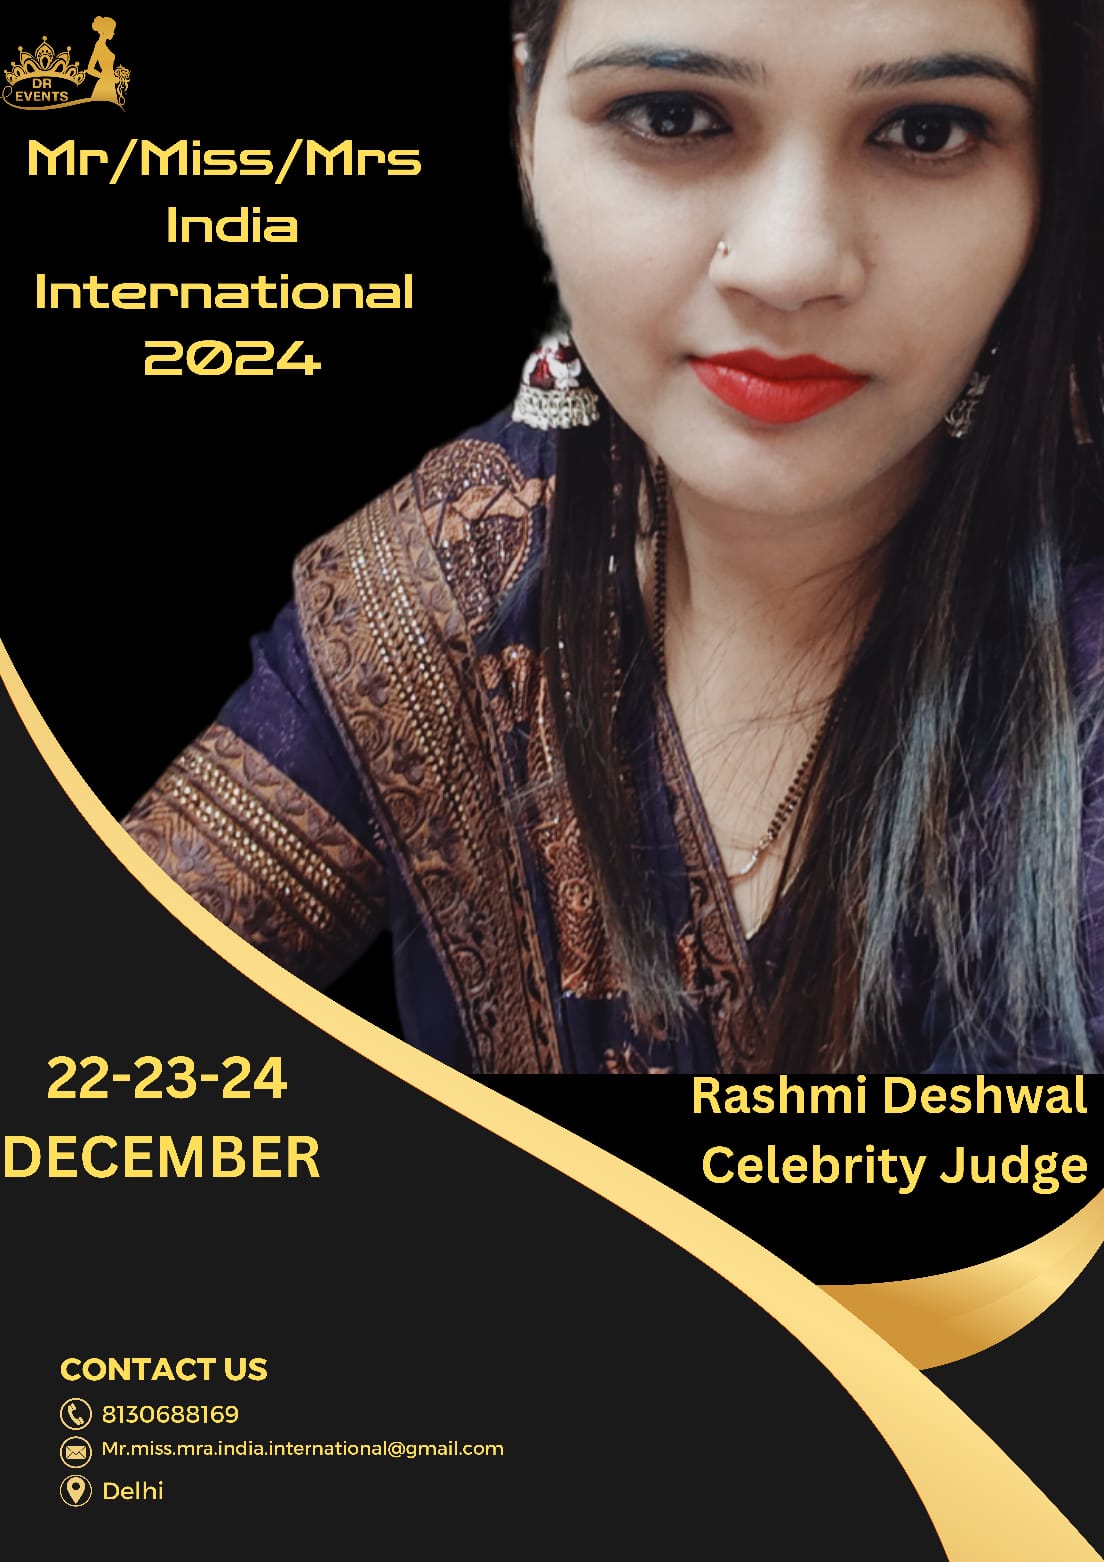 DR
EVENTS
Mr/Miss/Mrs
India
International
2024
22-23-24
DECEMBER
Rashmi Deshwal
Celebrity Judge
CONTACT US
8130688169
Mr.miss.mra.india.international@gmail.com
Delhi